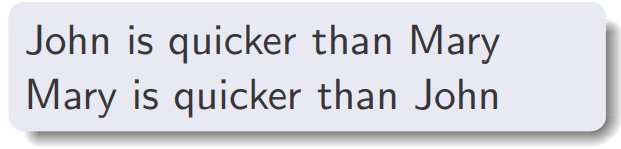 John is quicker than Mary
Mary is quicker than John